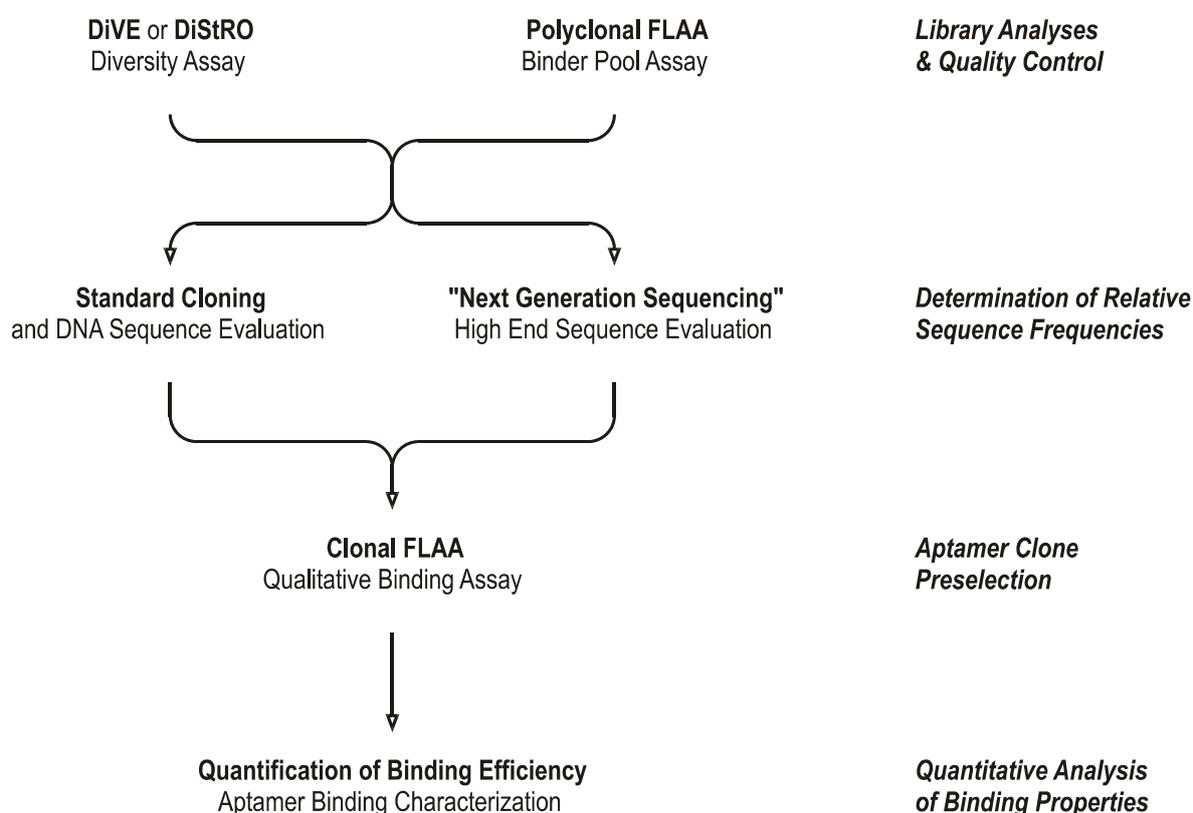 DiVE or DiStRO
Diversity Assay
Polyclonal FLAA
Binder Pool Assay
Library Analyses
& Quality Control
Standard Cloning
and DNA Sequence Evaluation
"Next Generation Sequencing"
High End Sequence Evaluation
Determination of Relative
Sequence Frequencies
Clonal FLAA
Qualitative Binding Assay
Aptamer Clone
Preselection
Quantification of Binding Efficiency
Aptamer Binding Characterization
Quantitative Analysis
of Binding Properties